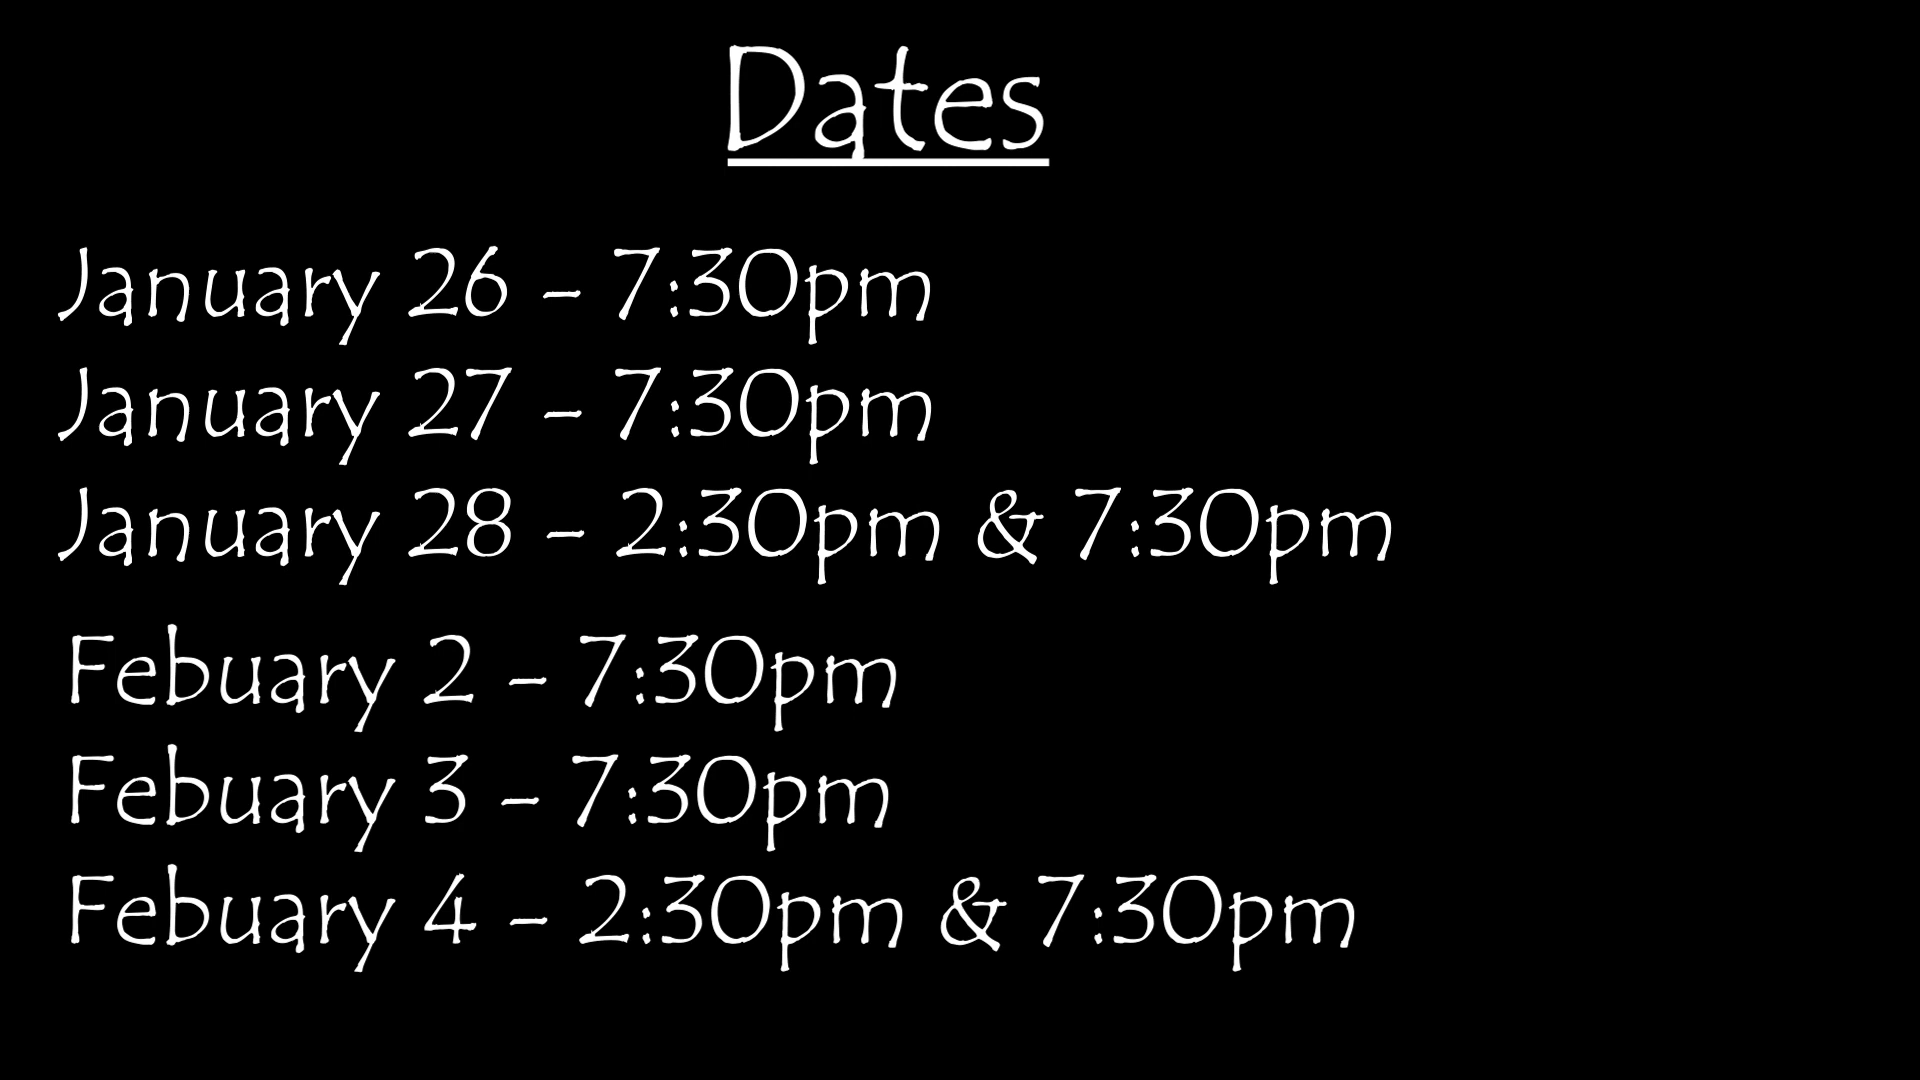 Dates
January 26 - 7:30pm
January 27 - 7:30pm
January 28 - 2:30pm & 7:30pm
Febuary 2 - 7:30pm
Febuary 3 - 7:30pm
Febuary 4 - 2:30pm & 7:30pm